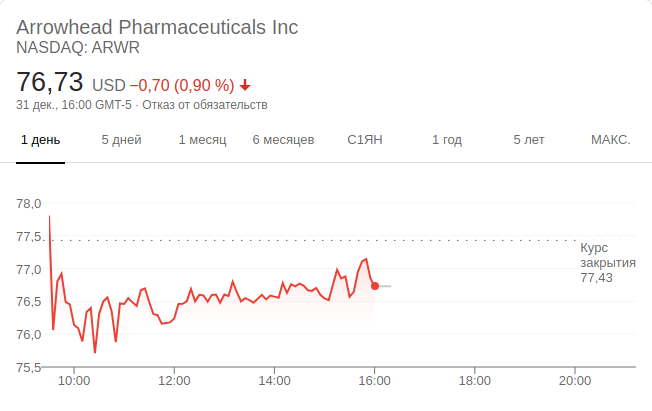 Arrowhead Pharmaceuticals Inc
NASDAQ: ARWR
76,73 USD −0,70 (0,90 %)
31 дек., 16:00 GMT-5 · Отказ от обязательств
1 день 5 дней 1 месяц 6 месяцев С1ЯН 1 год 5 лет МАКС.
78,0
77,5
Курс
закрытия
77,43
77,0
76,5
76,0
75,5
10:00 12:00 14:00 16:00 18:00 20:00